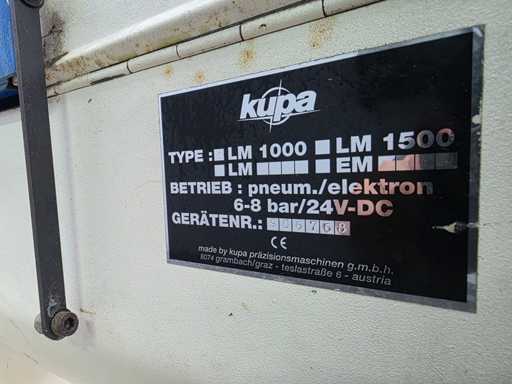 kupa
TYPE : LM 1000 LM 1500
LM EM
BETRIEB : pneum./elektron
6-8 bar/24V-DC
GERÄTENR.:
CE
made by kupa präzisionsmaschinen g.m.b.h.
8074 grambach/graz - teslastraße 6 - austria